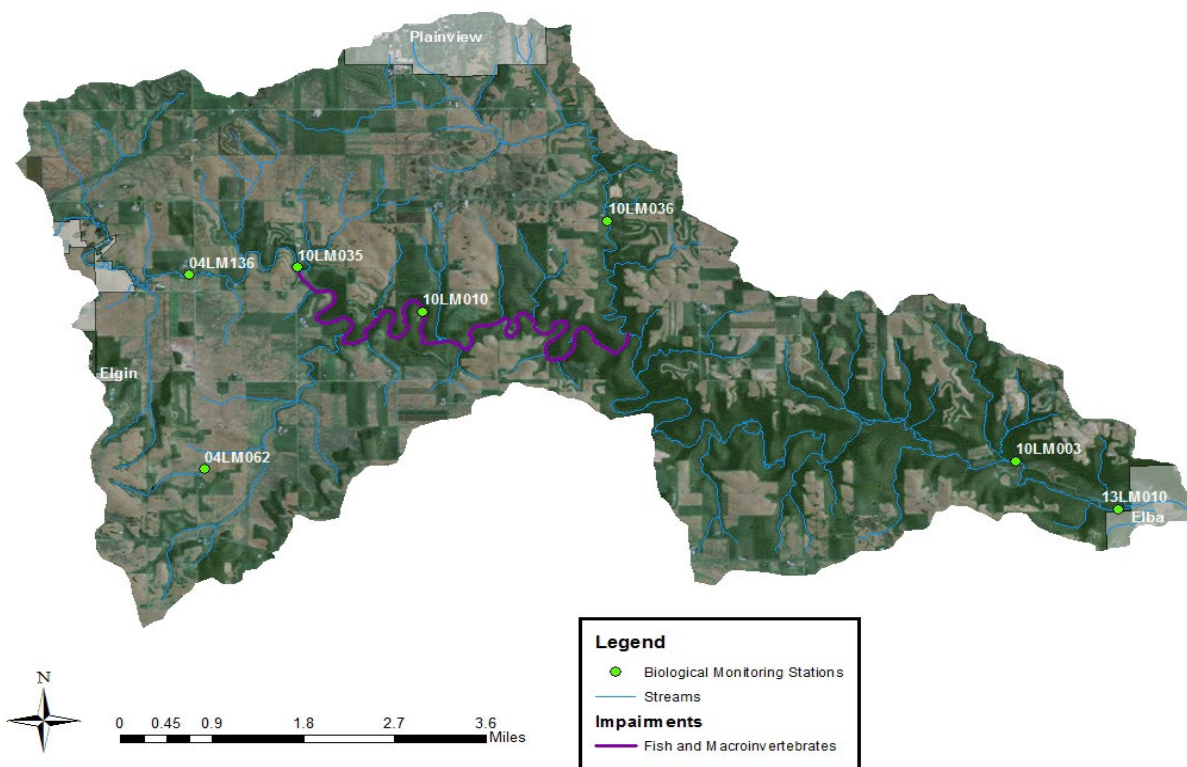 Plainview
10LM036
10LM035
04LM136
10LM010
Elgin
04LM062
10LM003
13LM010
Elba
N
0 0.45 0.9 1.8 2.7 3.6
Miles
Legend
Biological Monitoring Stations
Streams
Impairments
Fish and Macroinvertebrates